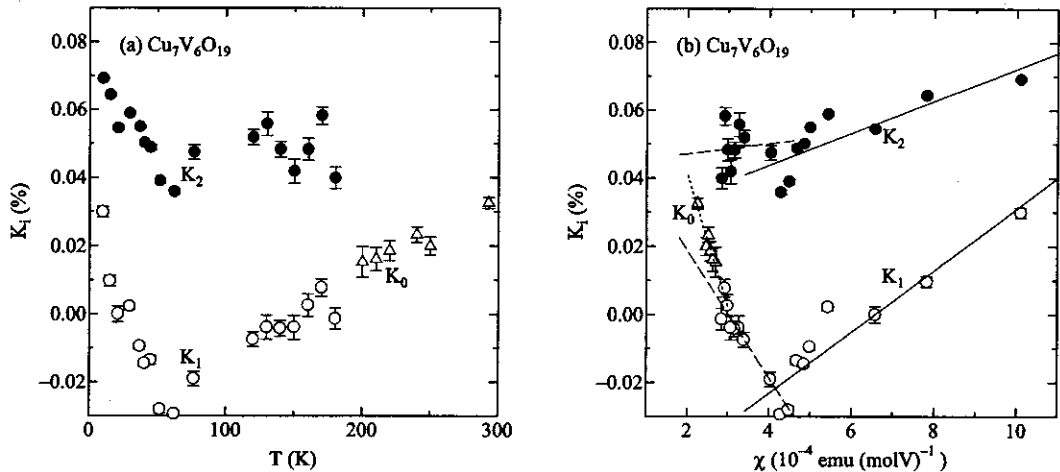 (a) Cu₇V₆O₁₉
0.08
0.06
0.04
0.02
0.00
−0.02
Kᵢ (%)
K₂
K₀
K₁
0
100
200
300
T (K)
(b) Cu₇V₆O₁₉
0.08
0.06
0.04
0.02
0.00
−0.02
Kᵢ (%)
K₂
K₀
K₁
2
4
6
8
10
χ (10⁻⁴ emu (molV)⁻¹)